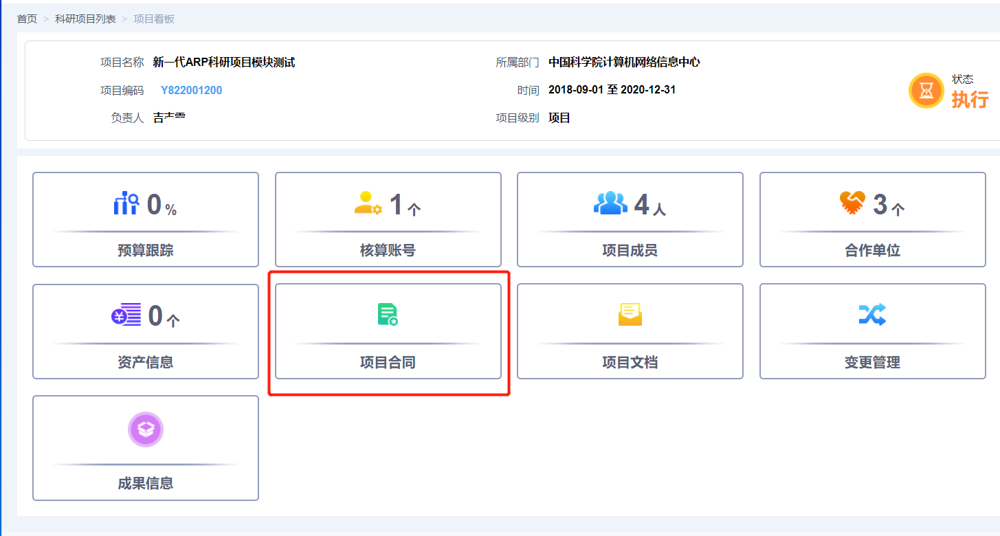 首页 > 科研项目列表 > 项目看板
项目名称 新一代ARP科研项目模块测试
所属部门 中国科学院计算机网络信息中心
项目编码 Y822001200
时间 2018-09-01 至 2020-12-31
状态
执行
负责人
项目级别 项目
0 %
预算跟踪
1 个
核算账号
4 人
项目成员
3 个
合作单位
0 个
资产信息
项目合同
项目文档
变更管理
成果信息